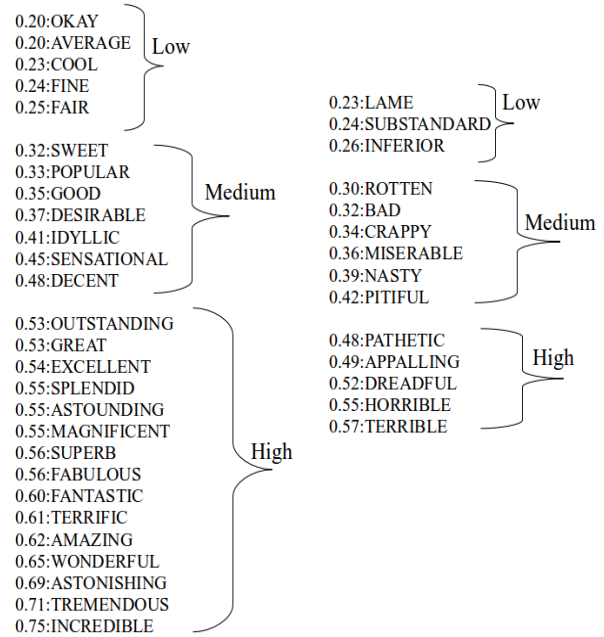 0.20:OKAY
0.20:AVERAGE
0.23:COOL
0.24:FINE
0.25:FAIR
Low
0.32:SWEET
0.33:POPULAR
0.35:GOOD
0.37:DESIRABLE
0.41:IDYLLIC
0.45:SENSATIONAL
0.48:DECENT
Medium
0.53:OUTSTANDING
0.53:GREAT
0.54:EXCELLENT
0.55:SPLENDID
0.55:ASTOUNDING
0.55:MAGNIFICENT
0.56:SUPERB
0.56:FABULOUS
0.60:FANTASTIC
0.61:TERRIFIC
0.62:AMAZING
0.65:WONDERFUL
0.69:ASTONISHING
0.71:TREMENDOUS
0.75:INCREDIBLE
High
0.23:LAME
0.24:SUBSTANDARD
0.26:INFERIOR
Low
0.30:ROTTEN
0.32:BAD
0.34:CRAPPY
0.36:MISERABLE
0.39:NASTY
0.42:PITIFUL
Medium
0.48:PATHETIC
0.49:APPALLING
0.52:DREADFUL
0.55:HORRIBLE
0.57:TERRIBLE
High